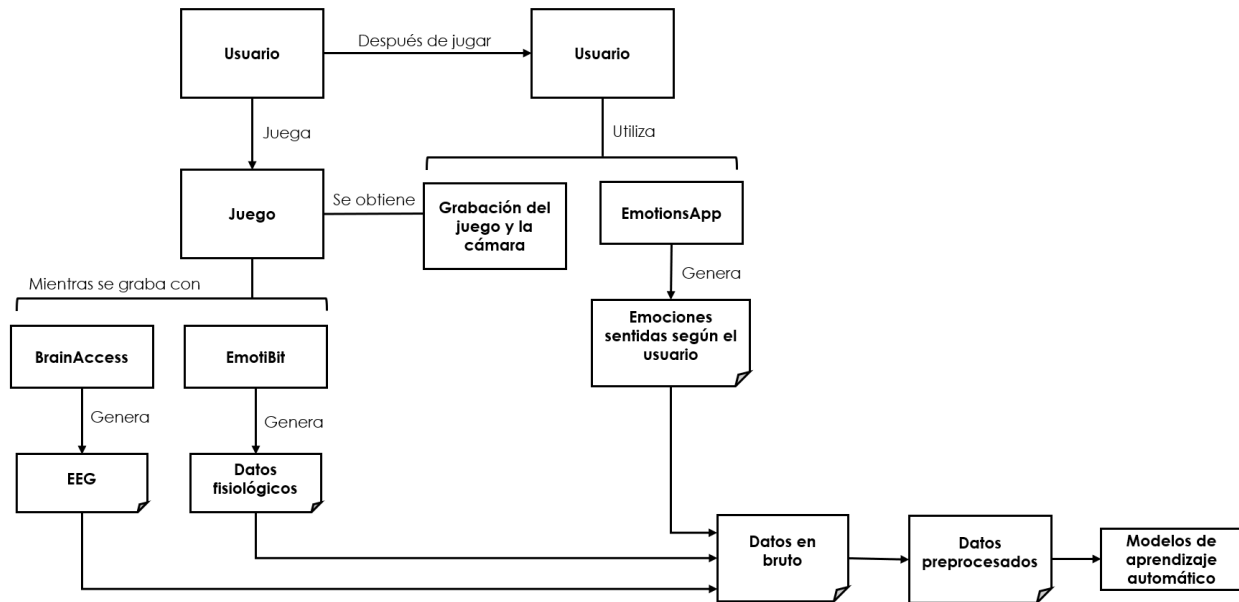 Usuario
Después de jugar
Usuario
Juega
Utiliza
Juego
Se obtiene
Grabación del
juego y la
cámara
EmotionsApp
Mientras se graba con
Genera
BrainAccess
EmotiBit
Emociones
sentidas según el
usuario
Genera
Genera
EEG
Datos
fisiológicos
Datos en
bruto
Datos
preprocesados
Modelos de
aprendizaje
automático